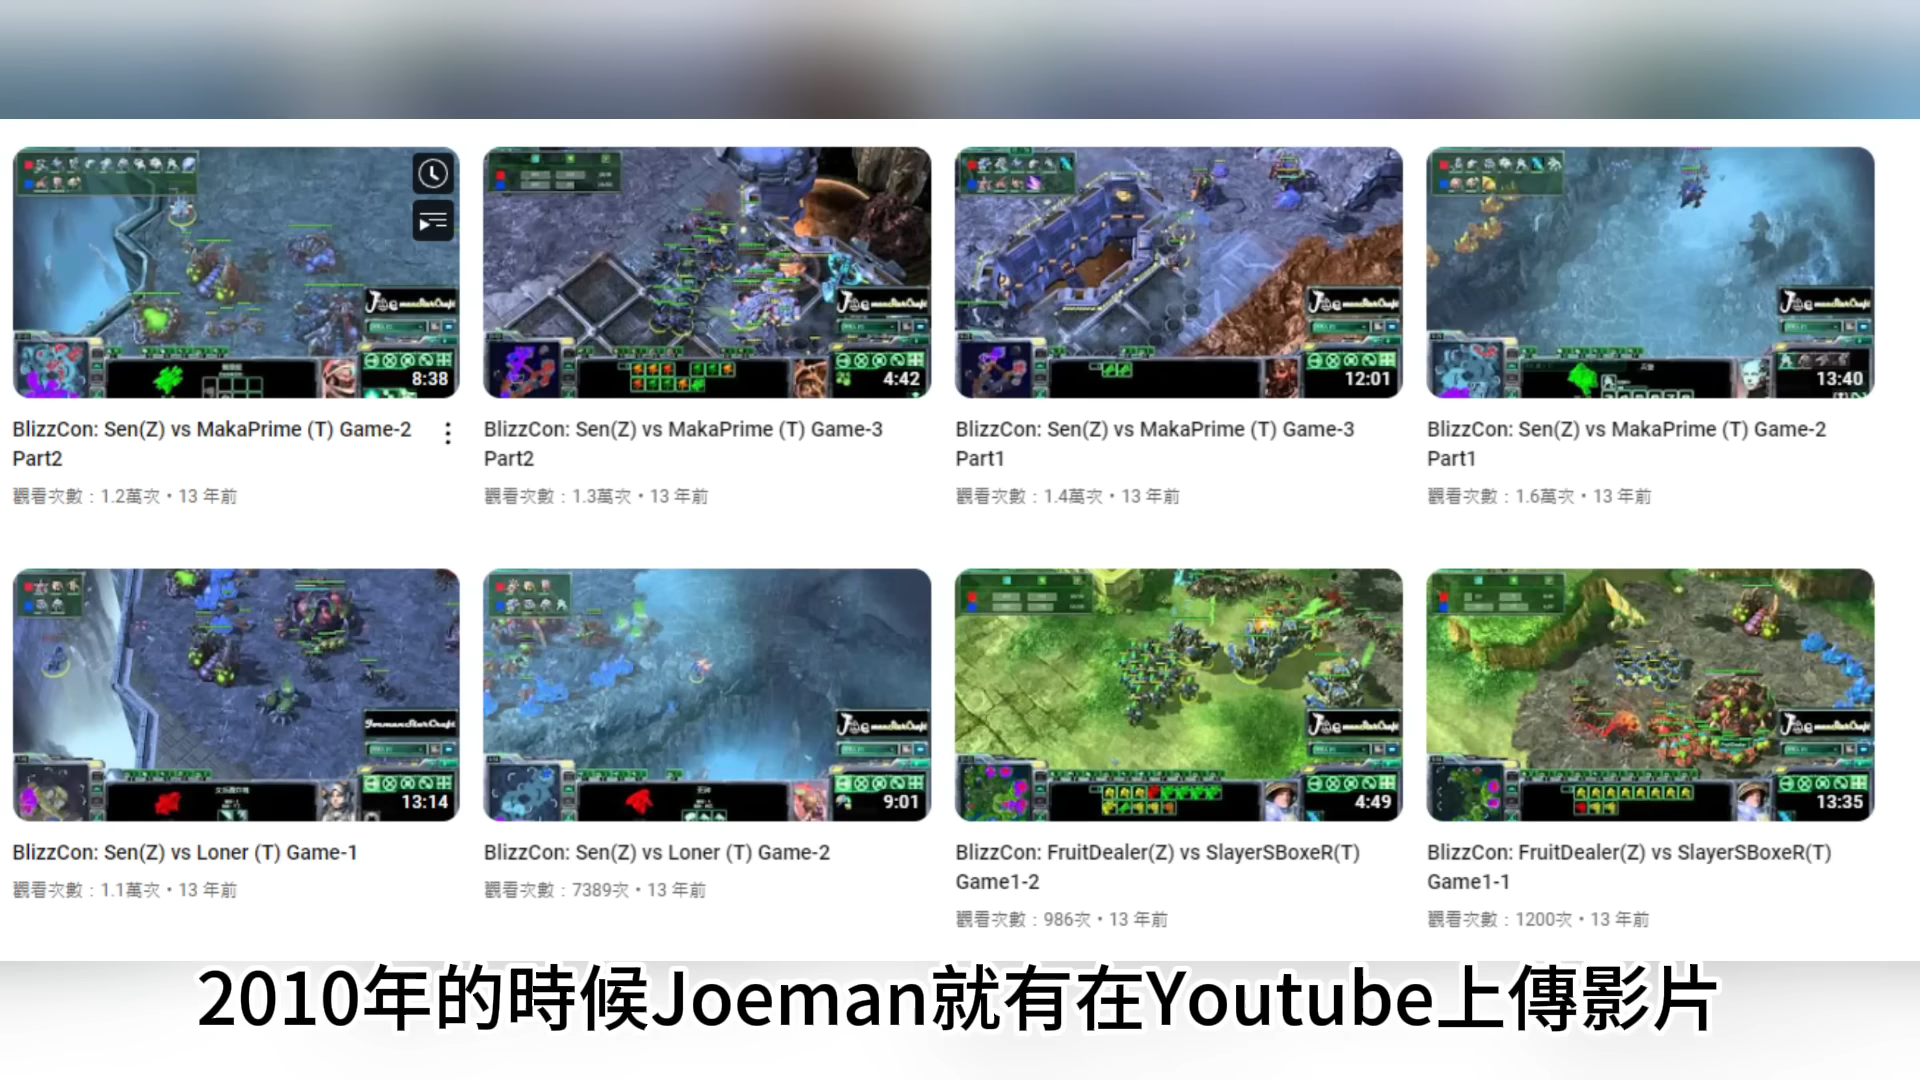 8:38
4:42
12:01
13:40
BlizzCon: Sen(Z) vs MakaPrime (T) Game-2
Part2
觀看次數：1.2萬次・13 年前
BlizzCon: Sen(Z) vs MakaPrime (T) Game-3
Part2
觀看次數：1.3萬次・13 年前
BlizzCon: Sen(Z) vs MakaPrime (T) Game-3
Part1
觀看次數：1.4萬次・13 年前
BlizzCon: Sen(Z) vs MakaPrime (T) Game-2
Part1
觀看次數：1.6萬次・13 年前
JoemanStarCraft
13:14
9:01
4:49
13:35
BlizzCon: Sen(Z) vs Loner (T) Game-1
觀看次數：1.1萬次・13 年前
BlizzCon: Sen(Z) vs Loner (T) Game-2
觀看次數：7389次・13 年前
BlizzCon: FruitDealer(Z) vs SlayerSBoxeR(T)
Game1-2
觀看次數：986次・13 年前
BlizzCon: FruitDealer(Z) vs SlayerSBoxeR(T)
Game1-1
觀看次數：1200次・13 年前
2010年的時候Joeman就有在Youtube上傳影片